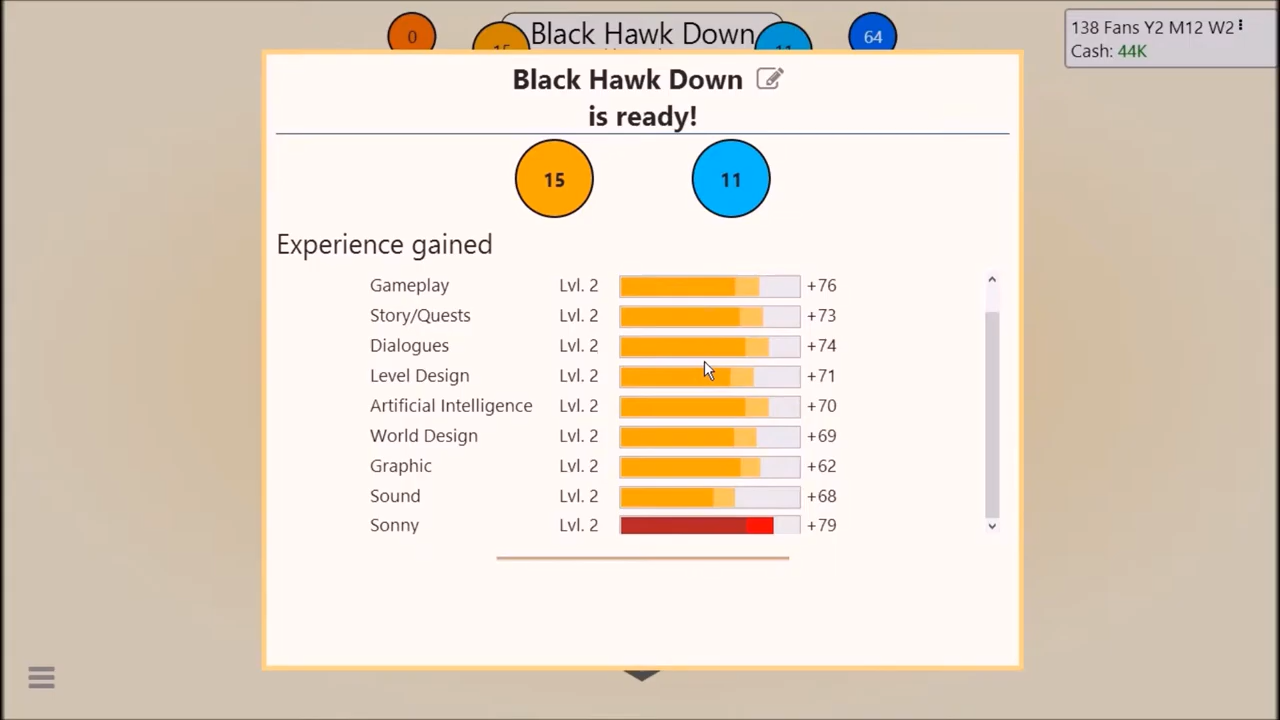 0
15
Black Hawk Down
11
64
138 Fans Y2 M12 W2
Cash: 44K
Black Hawk Down
is ready!
15
11
Experience gained
Gameplay Lvl. 2 +76
Story/Quests Lvl. 2 +73
Dialogues Lvl. 2 +74
Level Design Lvl. 2 +71
Artificial Intelligence Lvl. 2 +70
World Design Lvl. 2 +69
Graphic Lvl. 2 +62
Sound Lvl. 2 +68
Sonny Lvl. 2 +79